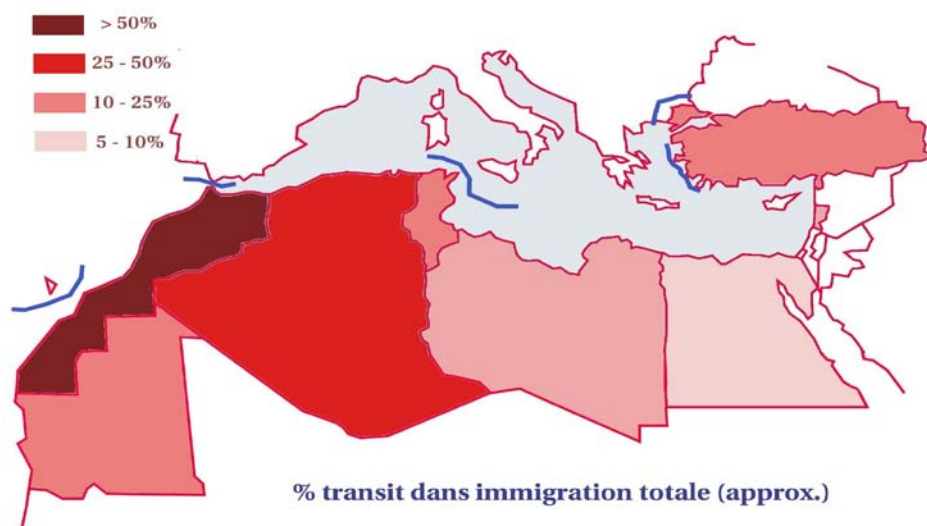 > 50%
25 - 50%
10 - 25%
5 - 10%
% transit dans immigration totale (approx.)